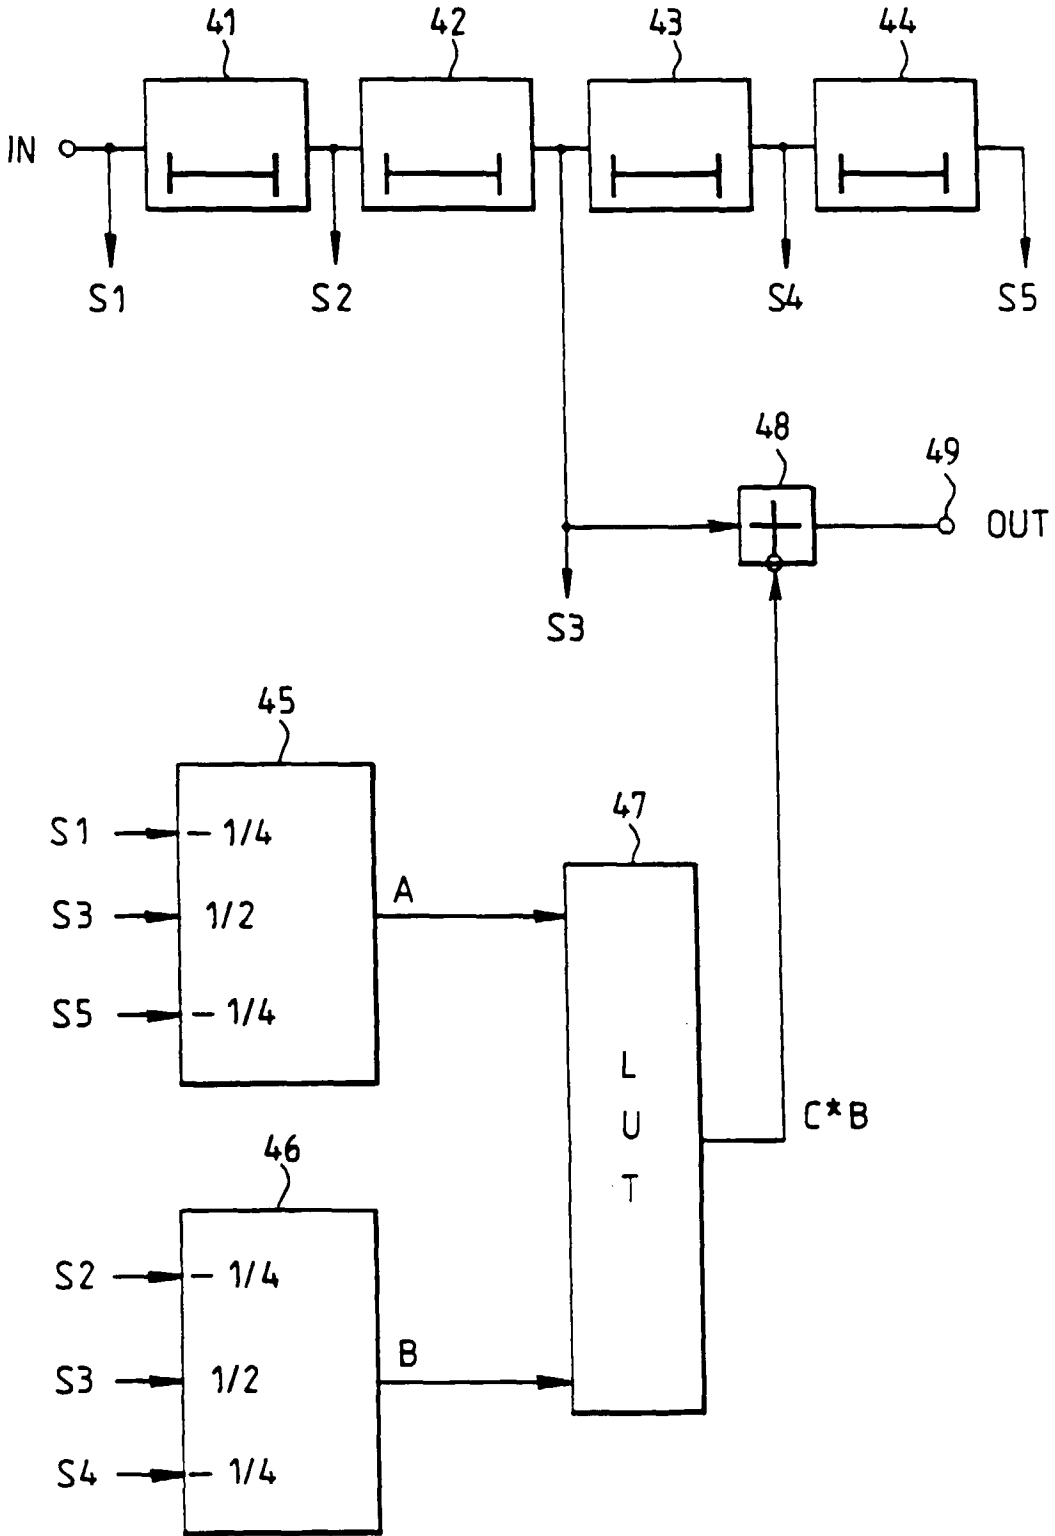 41 42 43 44
IN
S1 S2 S4 S5
48
49
OUT
S3
45
S1 - 1/4
S3 1/2
S5 - 1/4
A
47
L
U
T
C*B
46
S2 - 1/4
S3 1/2
S4 - 1/4
B